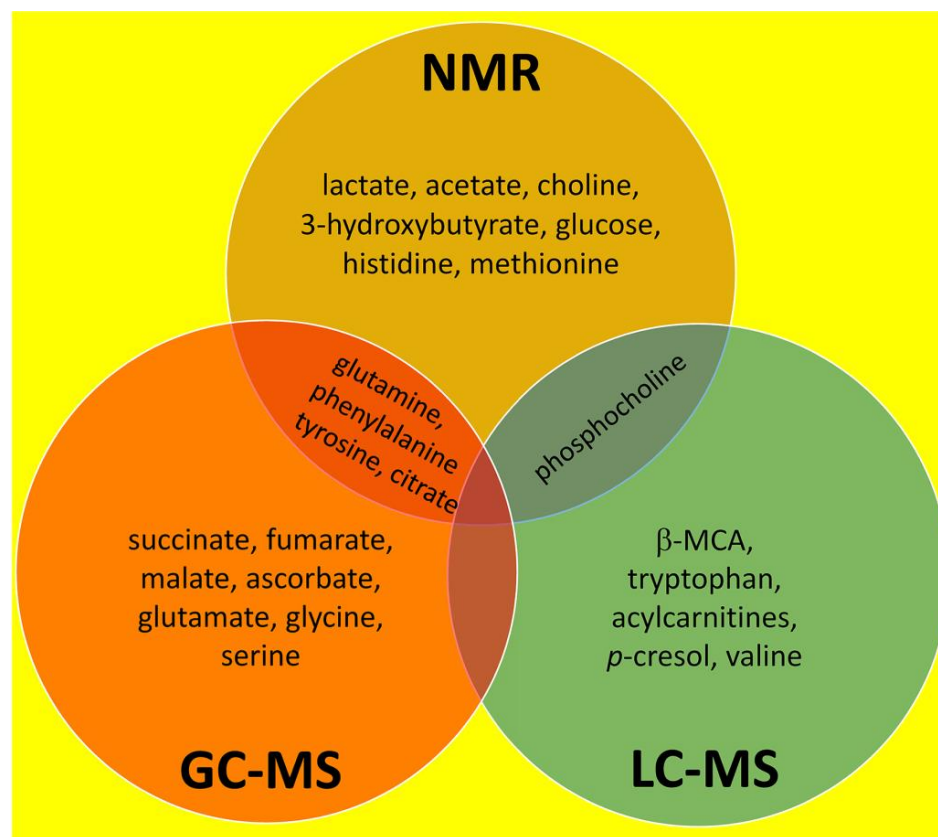 NMR
lactate, acetate, choline,
3-hydroxybutyrate, glucose,
histidine, methionine
glutamine,
phenylalanine
tyrosine, citrate
phosphocholine
succinate, fumarate,
malate, ascorbate,
glutamate, glycine,
serine
β-MCA,
tryptophan,
acylcarnitines,
p-cresol, valine
GC-MS
LC-MS